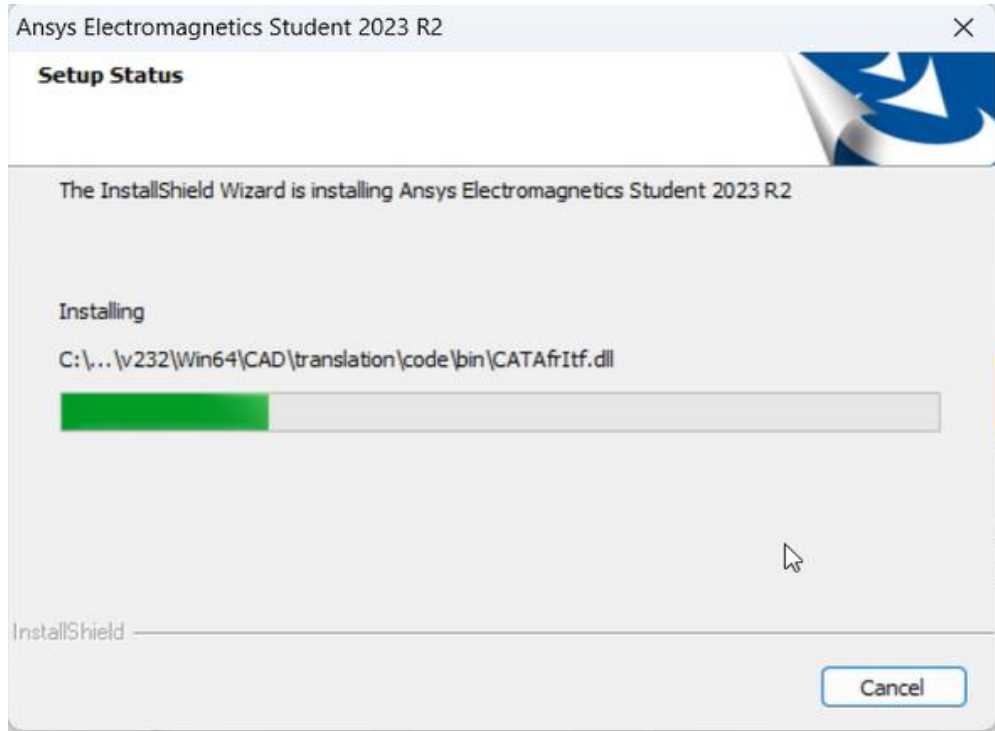 Ansys Electromagnetics Student 2023 R2
Setup Status
The InstallShield Wizard is installing Ansys Electromagnetics Student 2023 R2
Installing
C:\...\v232\Win64\CAD\translation\code\bin\CATAfrItf.dll
InstallShield
Cancel